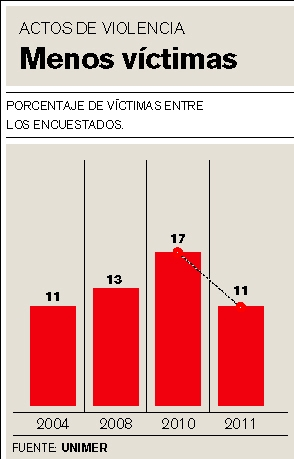 ACTOS DE VIOLENCIA
Menos víctimas
PORCENTAJE DE VÍCTIMAS ENTRE
LOS ENCUESTADOS.
11 13 17 11
2004 2008 2010 2011
FUENTE: UNIMER